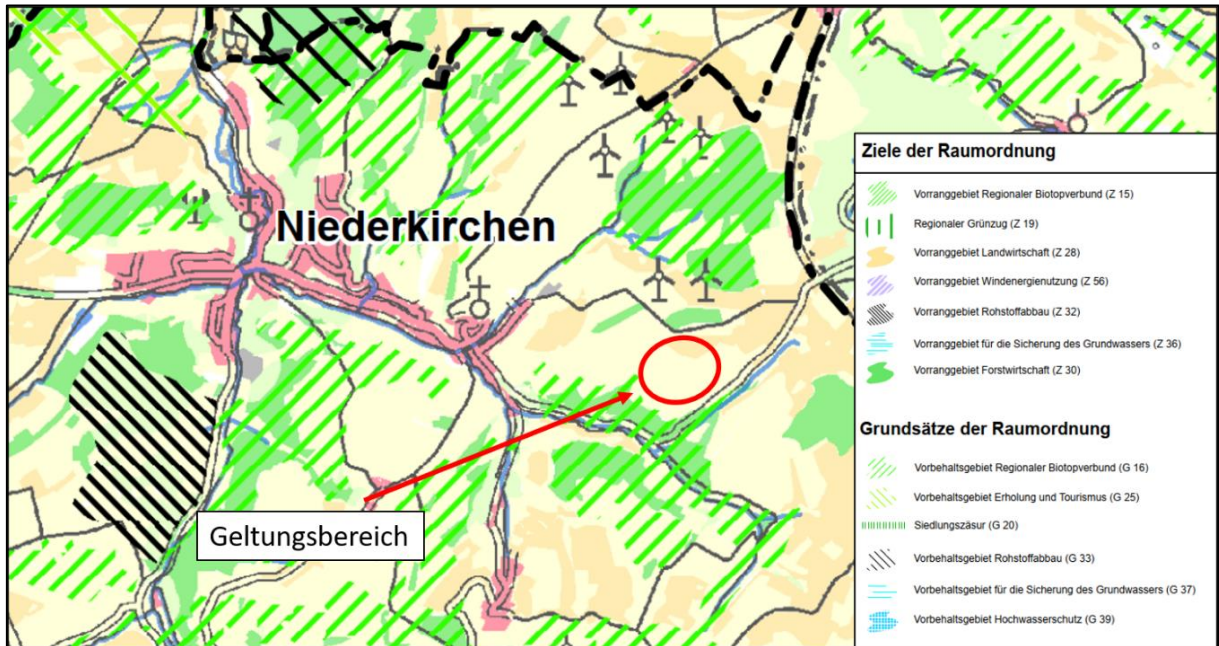 Niederkirchen
Geltungsbereich
Ziele der Raumordnung
Vorranggebiet Regionaler Biotopverbund (Z 15)
Regionaler Grünzug (Z 19)
Vorranggebiet Landwirtschaft (Z 28)
Vorranggebiet Windenergienutzung (Z 56)
Vorranggebiet Rohstoffabbau (Z 32)
Vorranggebiet für die Sicherung des Grundwassers (Z 36)
Vorranggebiet Forstwirtschaft (Z 30)
Grundsätze der Raumordnung
Vorbehaltsgebiet Regionaler Biotopverbund (G 16)
Vorbehaltsgebiet Erholung und Tourismus (G 25)
Siedlungszäsur (G 20)
Vorbehaltsgebiet Rohstoffabbau (G 33)
Vorbehaltsgebiet für die Sicherung des Grundwassers (G 37)
Vorbehaltsgebiet Hochwasserschutz (G 39)